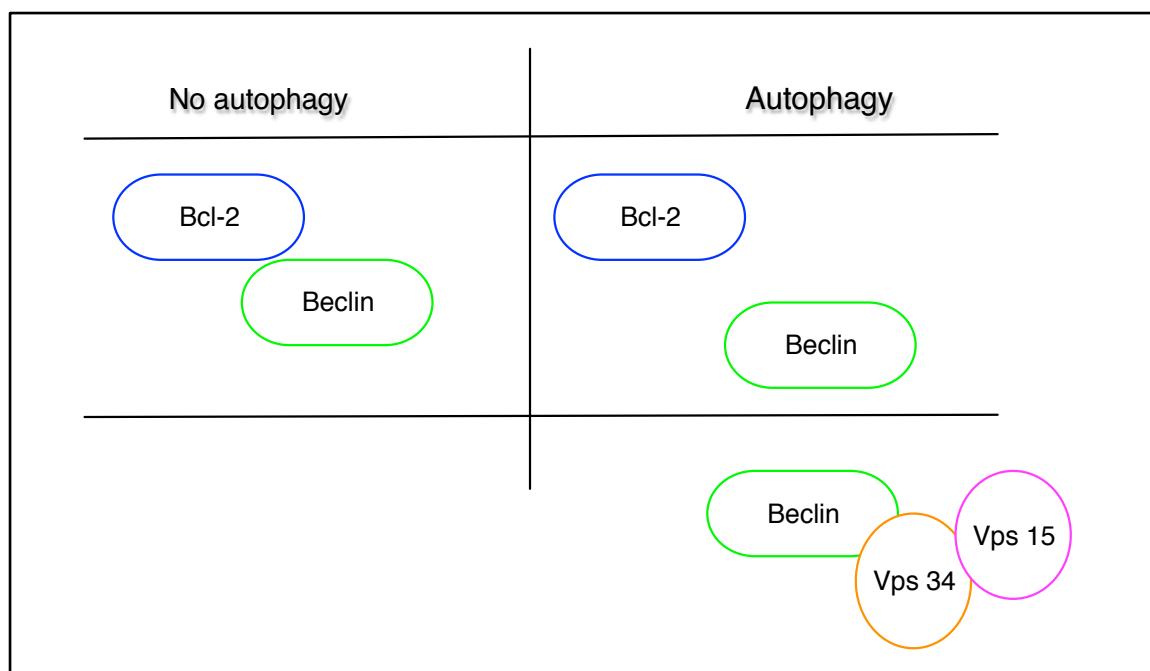 No autophagy
Autophagy
Bcl-2
Bcl-2
Beclin
Beclin
Beclin
Vps 15
Vps 34